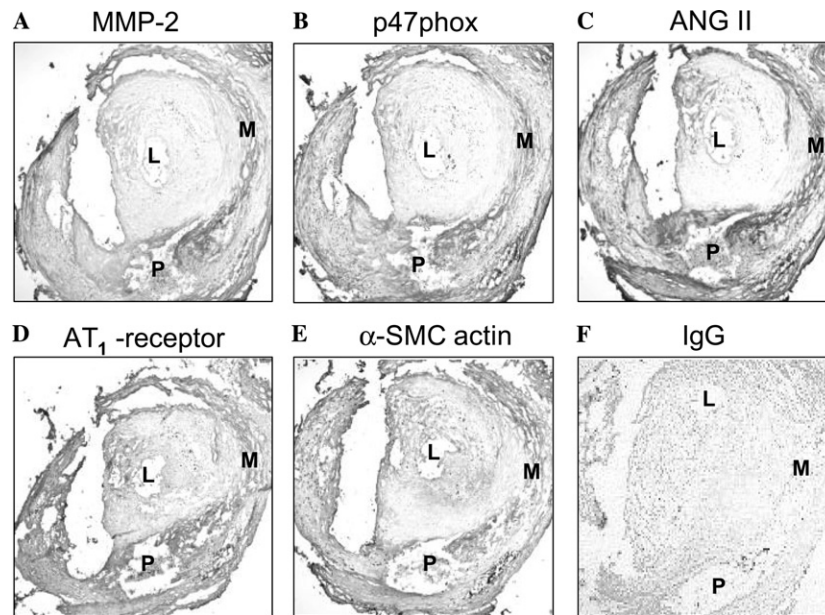 A MMP-2
B p47phox
C ANG II
L M P
L M P
L M P
D AT₁ -receptor
E α-SMC actin
F IgG
L M P
L M P
L M P